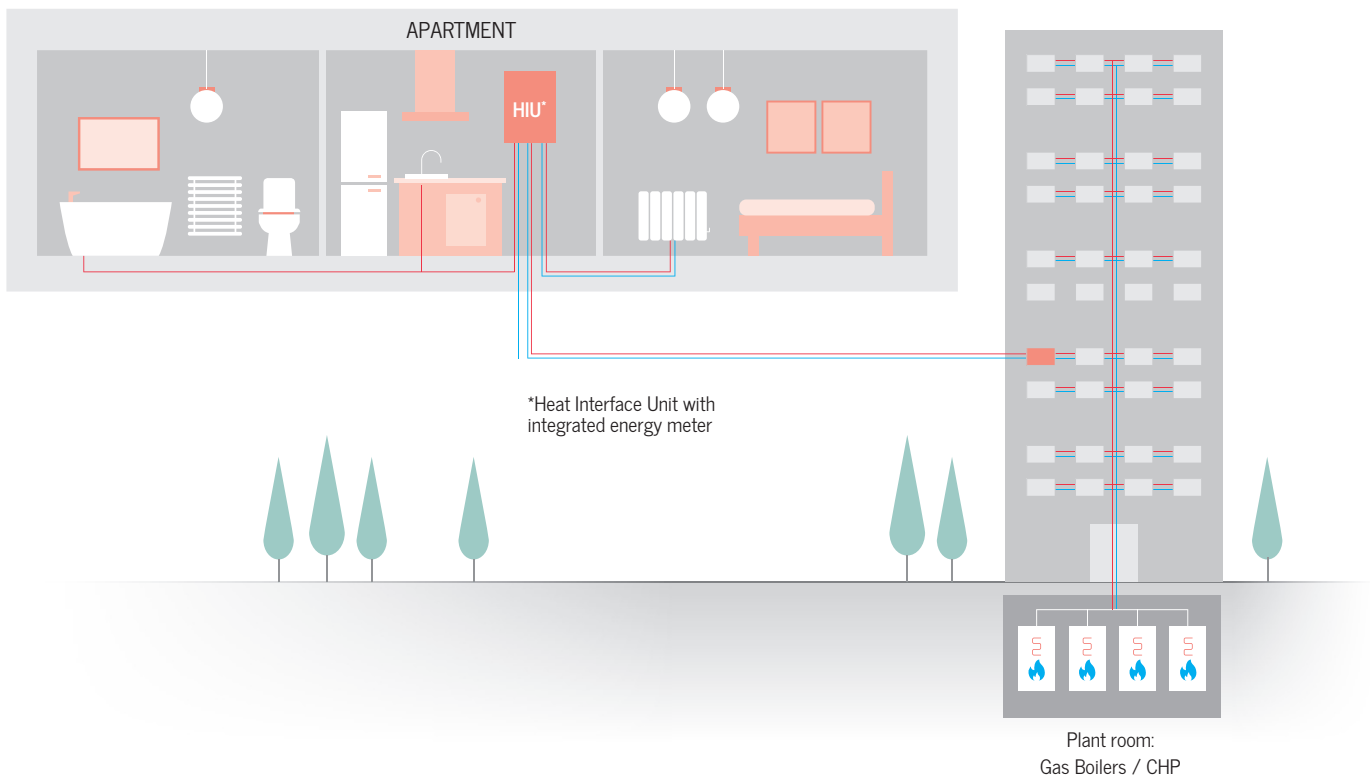 APARTMENT
HIU*
*Heat Interface Unit with
integrated energy meter
Plant room:
Gas Boilers / CHP